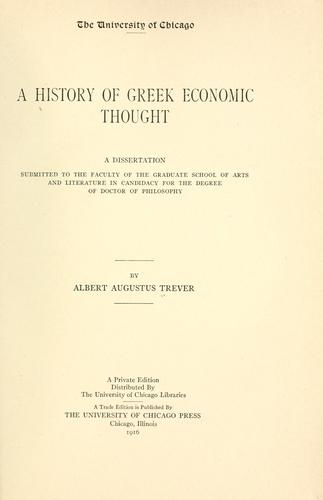 The University of Chicago
A HISTORY OF GREEK ECONOMIC
THOUGHT
A DISSERTATION
SUBMITTED TO THE FACULTY OF THE GRADUATE SCHOOL OF ARTS
AND LITERATURE IN CANDIDACY FOR THE DEGREE
OF DOCTOR OF PHILOSOPHY
BY
ALBERT AUGUSTUS TREVER
A Private Edition
Distributed By
The University of Chicago Libraries
A Trade Edition is Published By
THE UNIVERSITY OF CHICAGO PRESS
Chicago, Illinois
1916